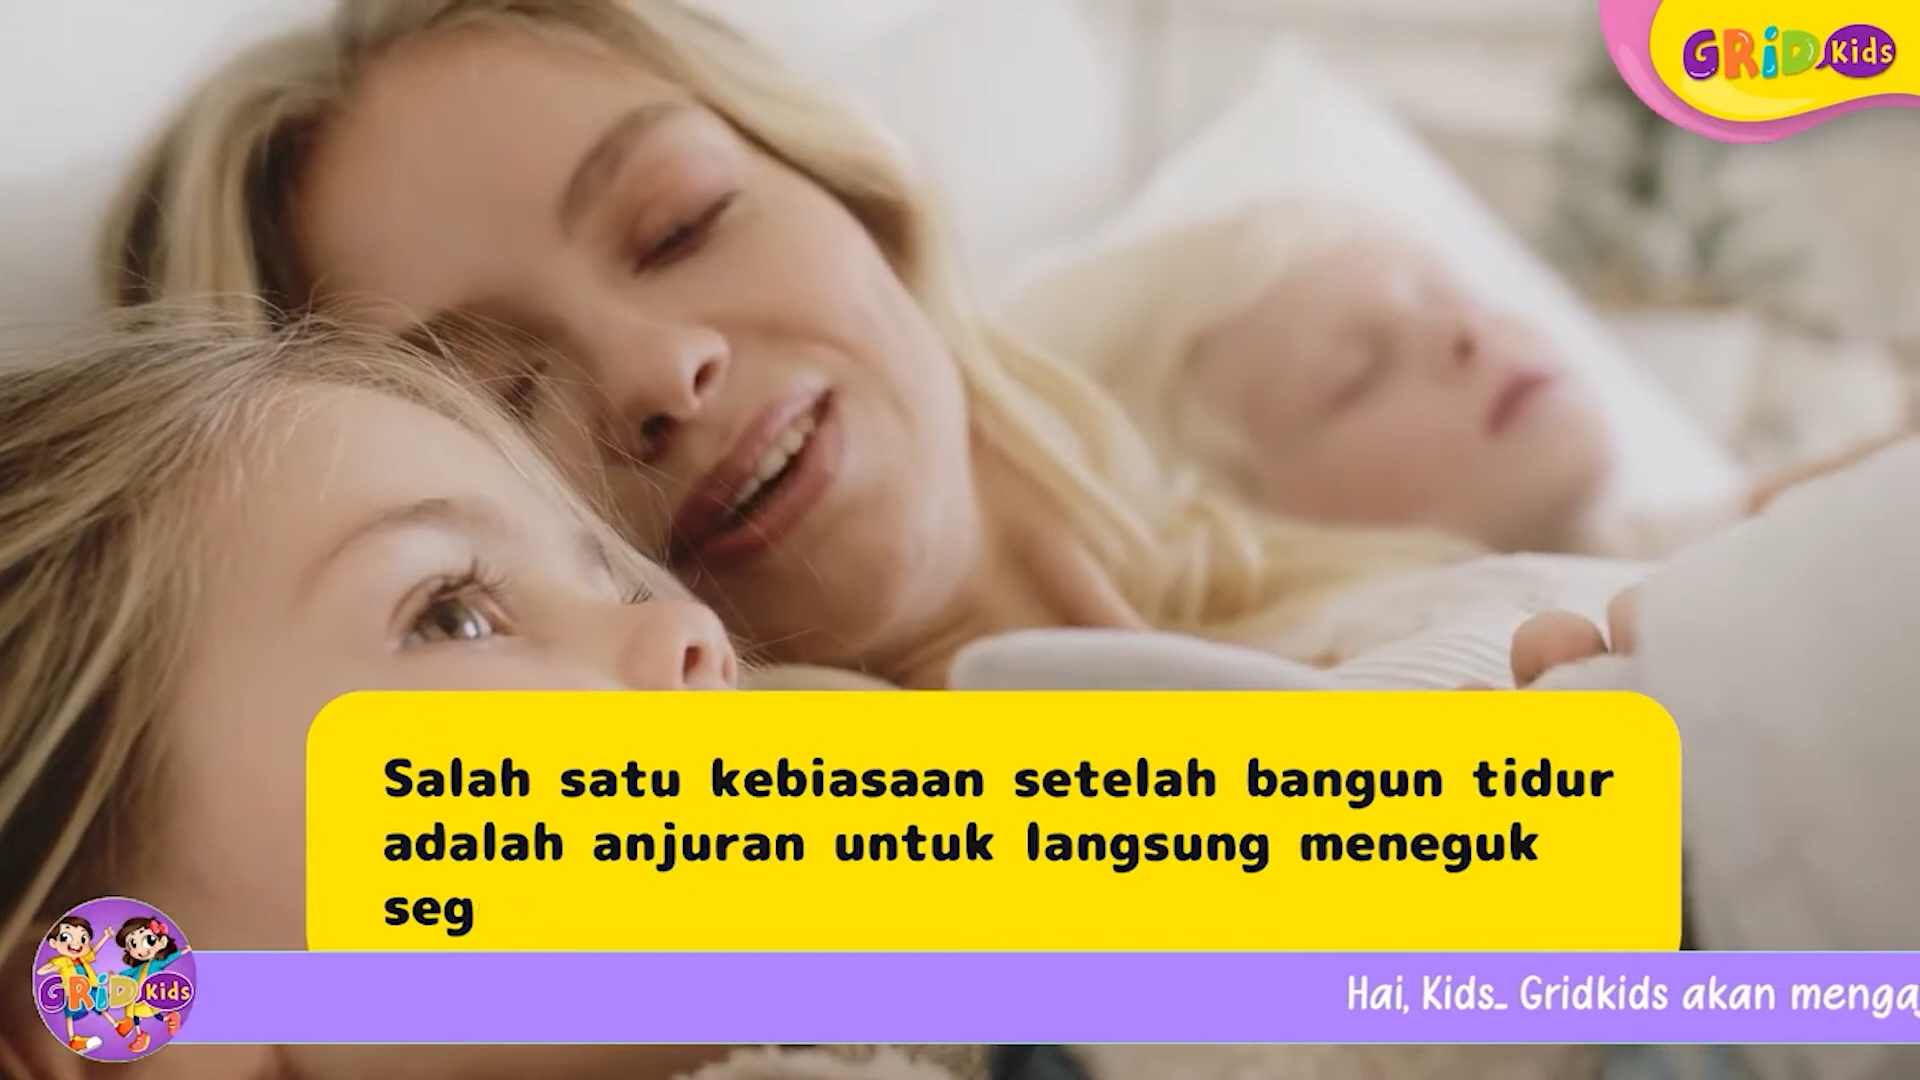 GRiD Kids
Salah satu kebiasaan setelah bangun tidur
adalah anjuran untuk langsung meneguk
seg
GRiD Kids
Hai, Kids.. Gridkids akan menga